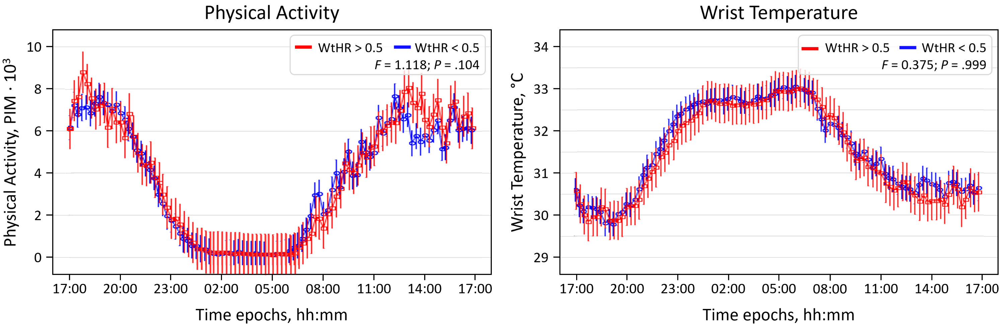 Physical Activity
Physical Activity, PIM · 10³
10
8
6
4
2
0
WtHR > 0.5 WtHR < 0.5
F = 1.118; P = .104
17:00 20:00 23:00 02:00 05:00 08:00 11:00 14:00 17:00
Time epochs, hh:mm
Wrist Temperature
Wrist Temperature, °C
34
33
32
31
30
29
WtHR > 0.5 WtHR < 0.5
F = 0.375; P = .999
17:00 20:00 23:00 02:00 05:00 08:00 11:00 14:00 17:00
Time epochs, hh:mm